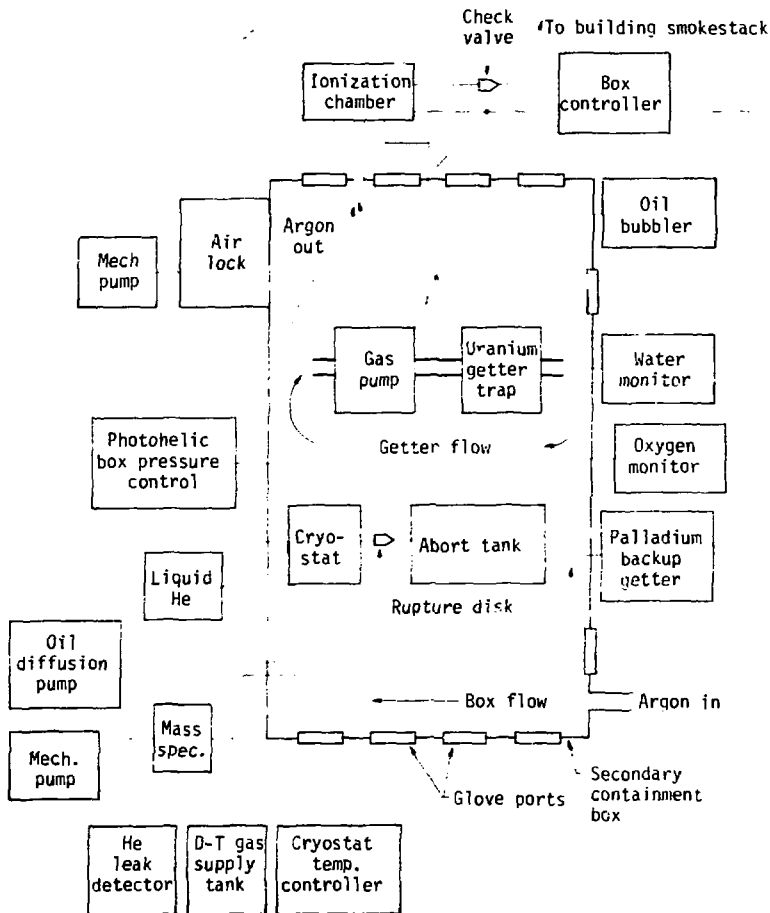 Check
valve
To building smokestack
Ionization
chamber
Box
controller
Argon
out
Air
lock
Mech
pump
Oil
bubbler
Gas
pump
Uranium
getter
trap
Water
monitor
Getter flow
Photohelic
box pressure
control
Oxygen
monitor
Cryo-
stat
Abort tank
Palladium
backup
getter
Liquid
He
Rupture disk
Oil
diffusion
pump
Box flow
Argon in
Mass
spec.
Mech.
pump
Glove ports
Secondary
containment
box
He
leak
detector
D-T gas
supply
tank
Cryostat
temp.
controller